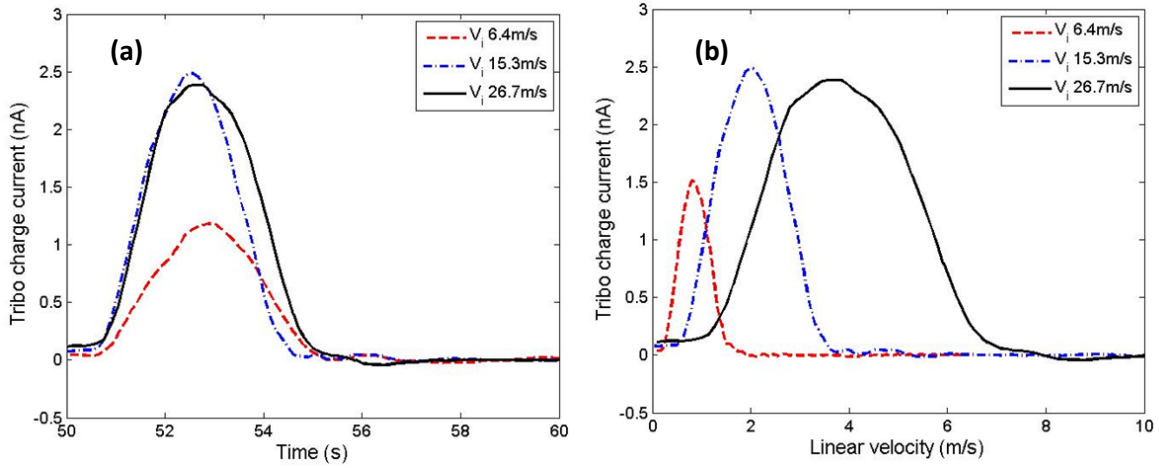 (a)
V_i 6.4m/s
V_i 15.3m/s
V_i 26.7m/s
Tribo charge current (nA)
3
2.5
2
1.5
1
0.5
0
-0.5
50 52 54 56 58 60
Time (s)
(b)
V_i 6.4m/s
V_i 15.3m/s
V_i 26.7m/s
Tribo charge current (nA)
3
2.5
2
1.5
1
0.5
0
-0.5
0 2 4 6 8 10
Linear velocity (m/s)